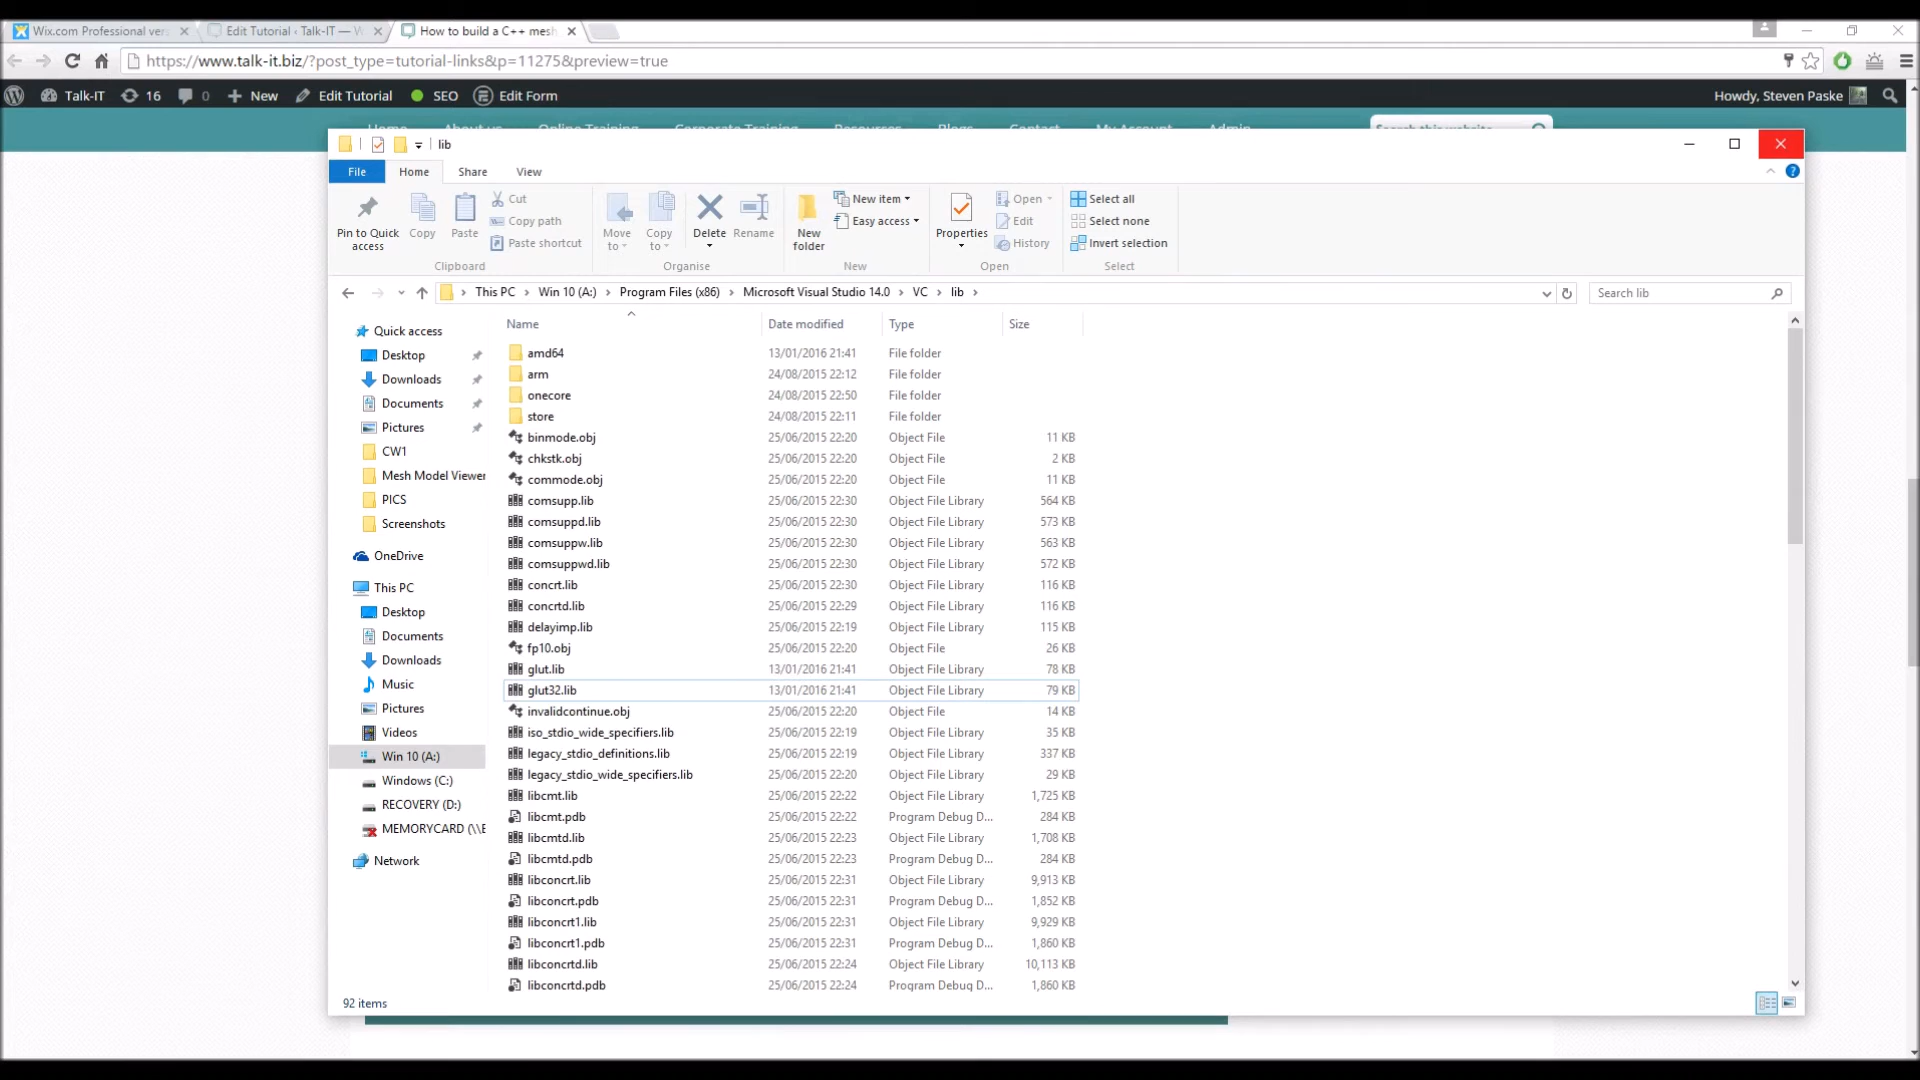 Wix.com Professional ver
Edit Tutorial ‹ Talk-IT — W
How to build a C++ mesh
https://www.talk-it.biz/?post_type=tutorial-links&p=11275&preview=true
Talk-IT 16 0 New Edit Tutorial SEO Edit Form Howdy, Steven Paske
Home About us Online Training Corporate Training Resources Blogs Contact My Account Admin Search this website
lib
File Home Share View
Pin to Quick access
Copy
Paste
Cut
Copy path
Paste shortcut
Clipboard
Move to
Copy to
Delete
Rename
Organise
New folder
New item
Easy access
New
Properties
Open
Edit
History
Open
Select all
Select none
Invert selection
Select
This PC › Win 10 (A:) › Program Files (x86) › Microsoft Visual Studio 14.0 › VC › lib ›
Search lib
Quick access
Desktop
Downloads
Documents
Pictures
CW1
Mesh Model Viewer
PICS
Screenshots
OneDrive
This PC
Desktop
Documents
Downloads
Music
Pictures
Videos
Win 10 (A:)
Windows (C:)
RECOVERY (D:)
MEMORYCARD (\\E
Network
Name Date modified Type Size
amd64 13/01/2016 21:41 File folder
arm 24/08/2015 22:12 File folder
onecore 24/08/2015 22:50 File folder
store 24/08/2015 22:11 File folder
binmode.obj 25/06/2015 22:20 Object File 11 KB
chkstk.obj 25/06/2015 22:20 Object File 2 KB
commode.obj 25/06/2015 22:20 Object File 11 KB
comsupp.lib 25/06/2015 22:30 Object File Library 564 KB
comsuppd.lib 25/06/2015 22:30 Object File Library 573 KB
comsuppw.lib 25/06/2015 22:30 Object File Library 563 KB
comsuppwd.lib 25/06/2015 22:30 Object File Library 572 KB
concrt.lib 25/06/2015 22:30 Object File Library 116 KB
concrtd.lib 25/06/2015 22:29 Object File Library 116 KB
delayimp.lib 25/06/2015 22:19 Object File Library 115 KB
fp10.obj 25/06/2015 22:20 Object File 26 KB
glut.lib 13/01/2016 21:41 Object File Library 78 KB
glut32.lib 13/01/2016 21:41 Object File Library 79 KB
invalidcontinue.obj 25/06/2015 22:20 Object File 14 KB
iso_stdio_wide_specifiers.lib 25/06/2015 22:19 Object File Library 35 KB
legacy_stdio_definitions.lib 25/06/2015 22:19 Object File Library 337 KB
legacy_stdio_wide_specifiers.lib 25/06/2015 22:20 Object File Library 29 KB
libcmt.lib 25/06/2015 22:22 Object File Library 1,725 KB
libcmt.pdb 25/06/2015 22:22 Program Debug D... 284 KB
libcmtd.lib 25/06/2015 22:23 Object File Library 1,708 KB
libcmtd.pdb 25/06/2015 22:23 Program Debug D... 284 KB
libconcrt.lib 25/06/2015 22:31 Object File Library 9,913 KB
libconcrt.pdb 25/06/2015 22:31 Program Debug D... 1,852 KB
libconcrt1.lib 25/06/2015 22:31 Object File Library 9,929 KB
libconcrt1.pdb 25/06/2015 22:31 Program Debug D... 1,860 KB
libconcrtd.lib 25/06/2015 22:24 Object File Library 10,113 KB
libconcrtd.pdb 25/06/2015 22:24 Program Debug D... 1,860 KB
92 items